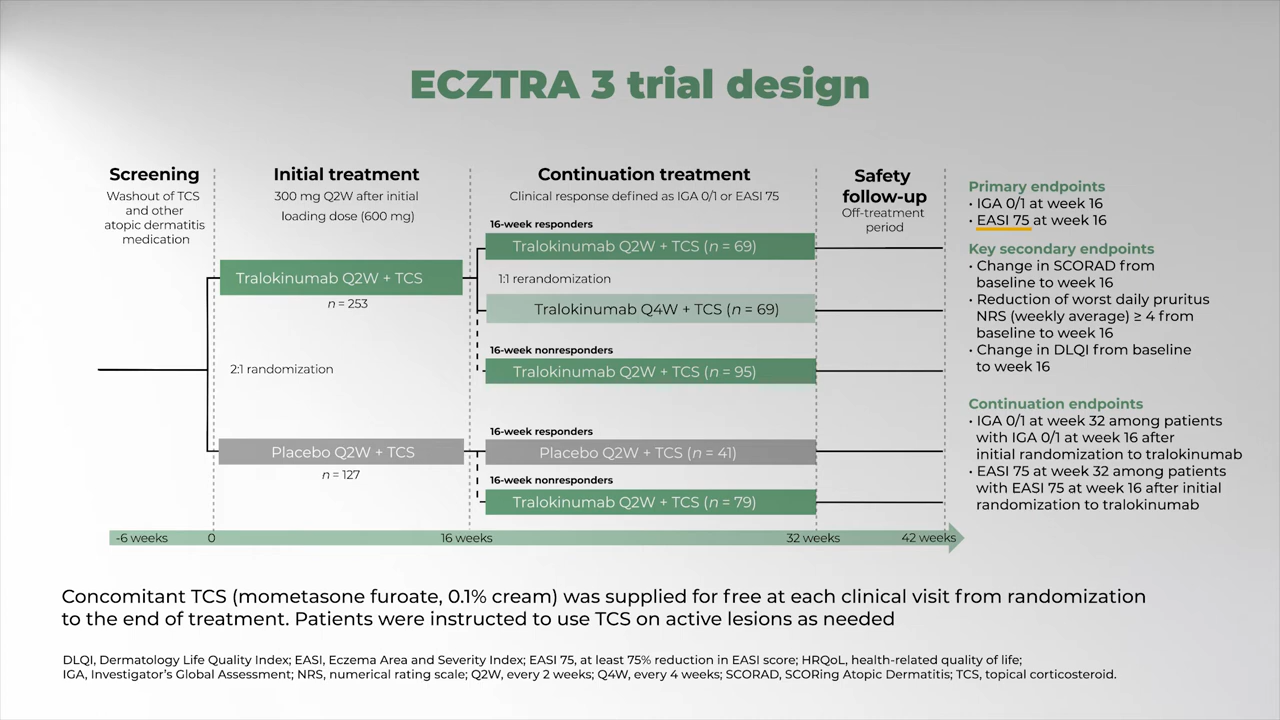 ECZTRA 3 trial design
Screening
Washout of TCS
and other
atopic dermatitis
medication
Initial treatment
300 mg Q2W after initial
loading dose (600 mg)
Continuation treatment
Clinical response defined as IGA 0/1 or EASI 75
Safety
follow-up
Off-treatment
period
16-week responders
Tralokinumab Q2W + TCS (n = 69)
Tralokinumab Q2W + TCS
n = 253
1:1 rerandomization
Tralokinumab Q4W + TCS (n = 69)
16-week nonresponders
Tralokinumab Q2W + TCS (n = 95)
2:1 randomization
16-week responders
Placebo Q2W + TCS
n = 127
Placebo Q2W + TCS (n = 41)
16-week nonresponders
Tralokinumab Q2W + TCS (n = 79)
-6 weeks 0 16 weeks 32 weeks 42 weeks
Primary endpoints
• IGA 0/1 at week 16
• EASI 75 at week 16
Key secondary endpoints
• Change in SCORAD from
baseline to week 16
• Reduction of worst daily pruritus
NRS (weekly average) ≥ 4 from
baseline to week 16
• Change in DLQI from baseline
to week 16
Continuation endpoints
• IGA 0/1 at week 32 among patients
with IGA 0/1 at week 16 after
initial randomization to tralokinumab
• EASI 75 at week 32 among patients
with EASI 75 at week 16 after initial
randomization to tralokinumab
Concomitant TCS (mometasone furoate, 0.1% cream) was supplied for free at each clinical visit from randomization
to the end of treatment. Patients were instructed to use TCS on active lesions as needed
DLQI, Dermatology Life Quality Index; EASI, Eczema Area and Severity Index; EASI 75, at least 75% reduction in EASI score; HRQoL, health-related quality of life;
IGA, Investigator's Global Assessment; NRS, numerical rating scale; Q2W, every 2 weeks; Q4W, every 4 weeks; SCORAD, SCORing Atopic Dermatitis; TCS, topical corticosteroid.